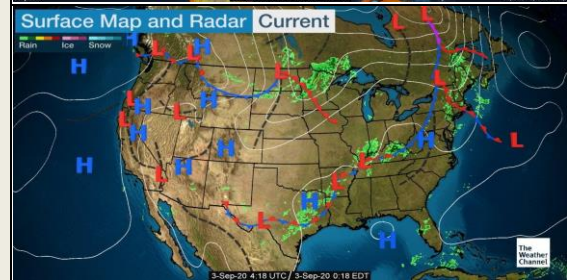 Surface Map and Radar Current
Rain Ice Snow
H L L H
L
L
H
L
L H
H
L
L
H
L
H
H
L
L
H
H
L
H
L
H
L
H
The
Weather
Channel
3-Sep-20 4:18 UTC / 3-Sep-20 0:18 EDT